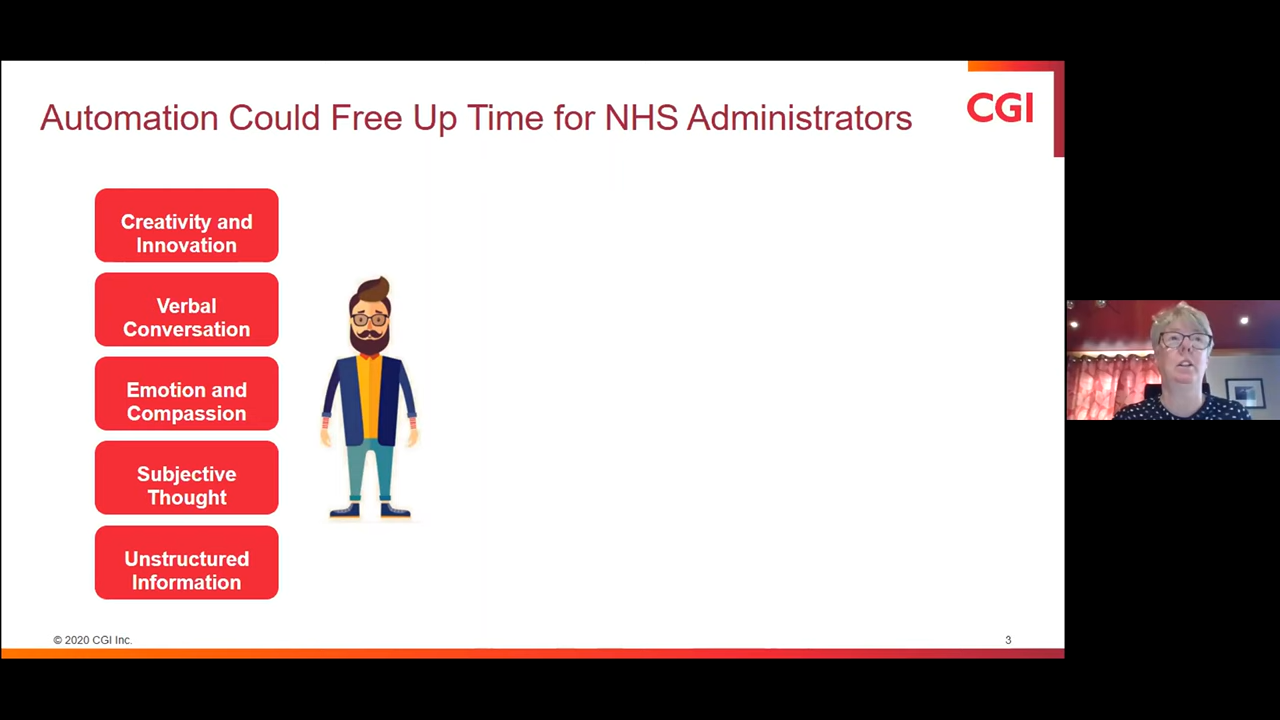 Automation Could Free Up Time for NHS Administrators
CGI
Creativity and
Innovation
Verbal
Conversation
Emotion and
Compassion
Subjective
Thought
Unstructured
Information
© 2020 CGI Inc.
3